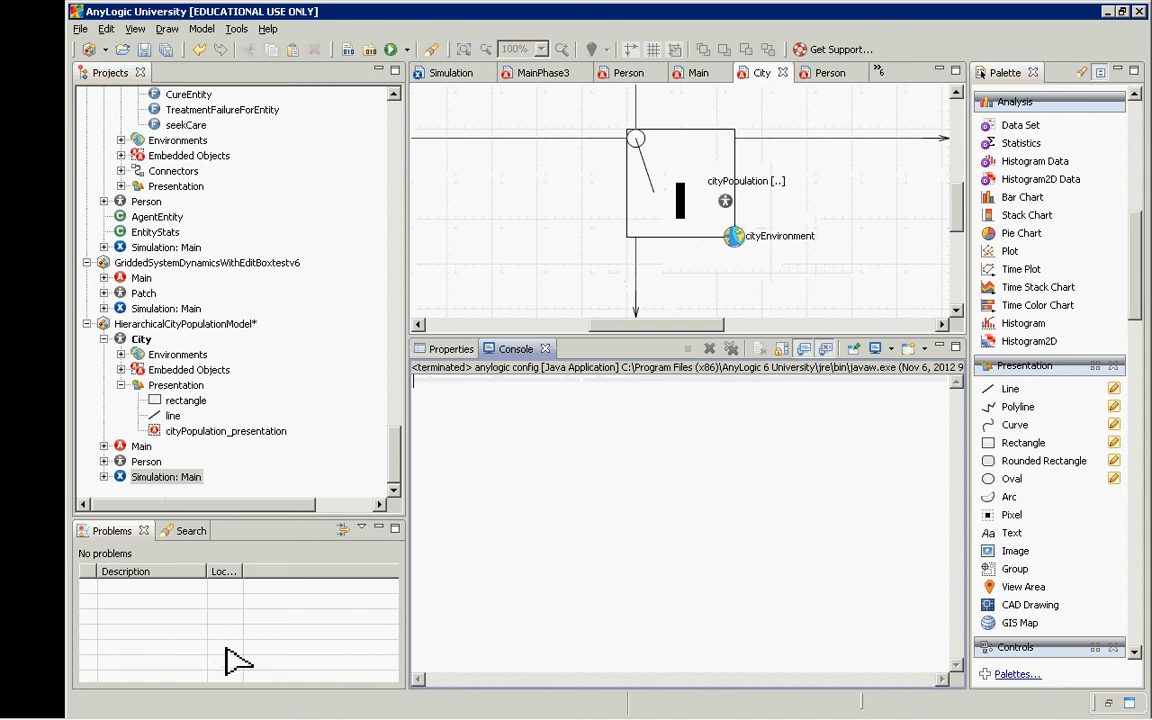 AnyLogic University [EDUCATIONAL USE ONLY]
File Edit View Draw Model Tools Help
100%
Get Support...
Projects
CureEntity
TreatmentFailureForEntity
seekCare
Environments
Embedded Objects
Connectors
Presentation
Person
AgentEntity
EntityStats
Simulation: Main
GriddedSystemDynamicsWithEditBoxtestv6
Main
Patch
Simulation: Main
HierarchicalCityPopulationModel*
City
Environments
Embedded Objects
Presentation
rectangle
line
cityPopulation_presentation
Main
Person
Simulation: Main
Problems Search
No problems
Description Loc...
Simulation MainPhase3 Person Main City Person »6
cityPopulation [..]
cityEnvironment
Properties Console
<terminated> anylogic config [Java Application] C:\Program Files (x86)\AnyLogic 6 University\jre\bin\javaw.exe (Nov 6, 2012 9
Palette
Analysis
Data Set
Statistics
Histogram Data
Histogram2D Data
Bar Chart
Stack Chart
Pie Chart
Plot
Time Plot
Time Stack Chart
Time Color Chart
Histogram
Histogram2D
Presentation
Line
Polyline
Curve
Rectangle
Rounded Rectangle
Oval
Arc
Pixel
Aa Text
Image
Group
View Area
CAD Drawing
GIS Map
Controls
Palettes...